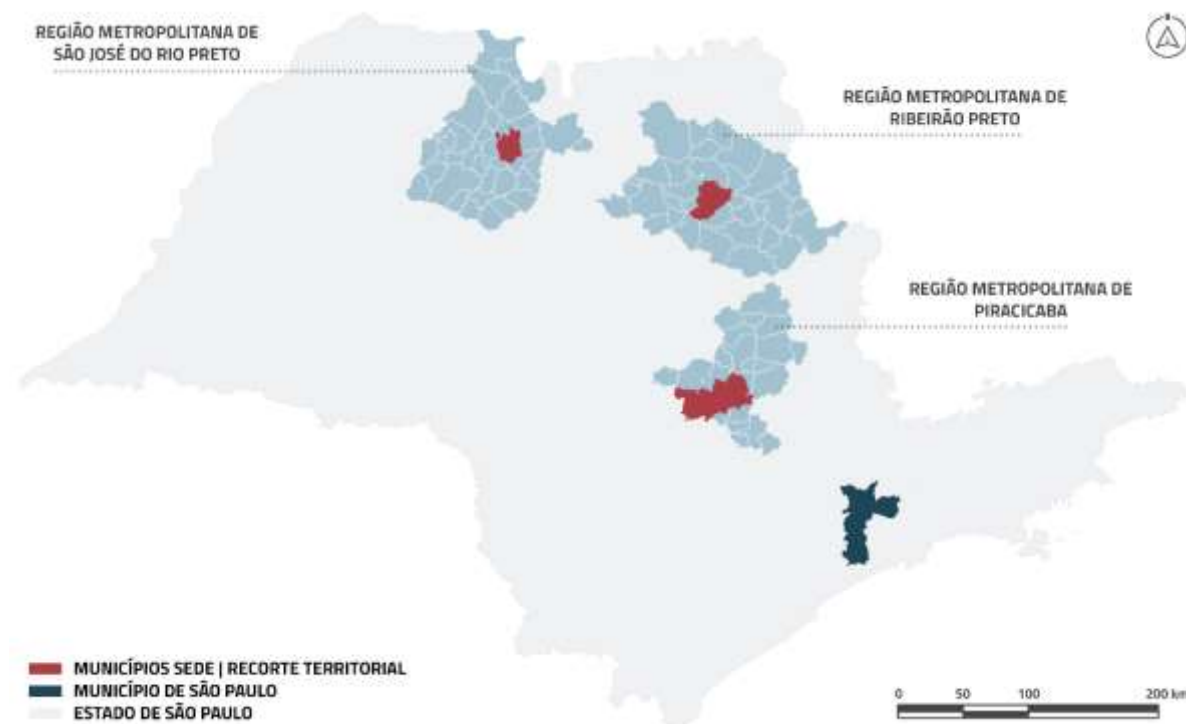 REGIÃO METROPOLITANA DE
SÃO JOSÉ DO RIO PRETO
REGIÃO METROPOLITANA DE
RIBEIRÃO PRETO
REGIÃO METROPOLITANA DE
PIRACICABA
MUNICÍPIOS SEDE | RECORTE TERRITORIAL
MUNICÍPIO DE SÃO PAULO
ESTADO DE SÃO PAULO
0 50 100 200 km